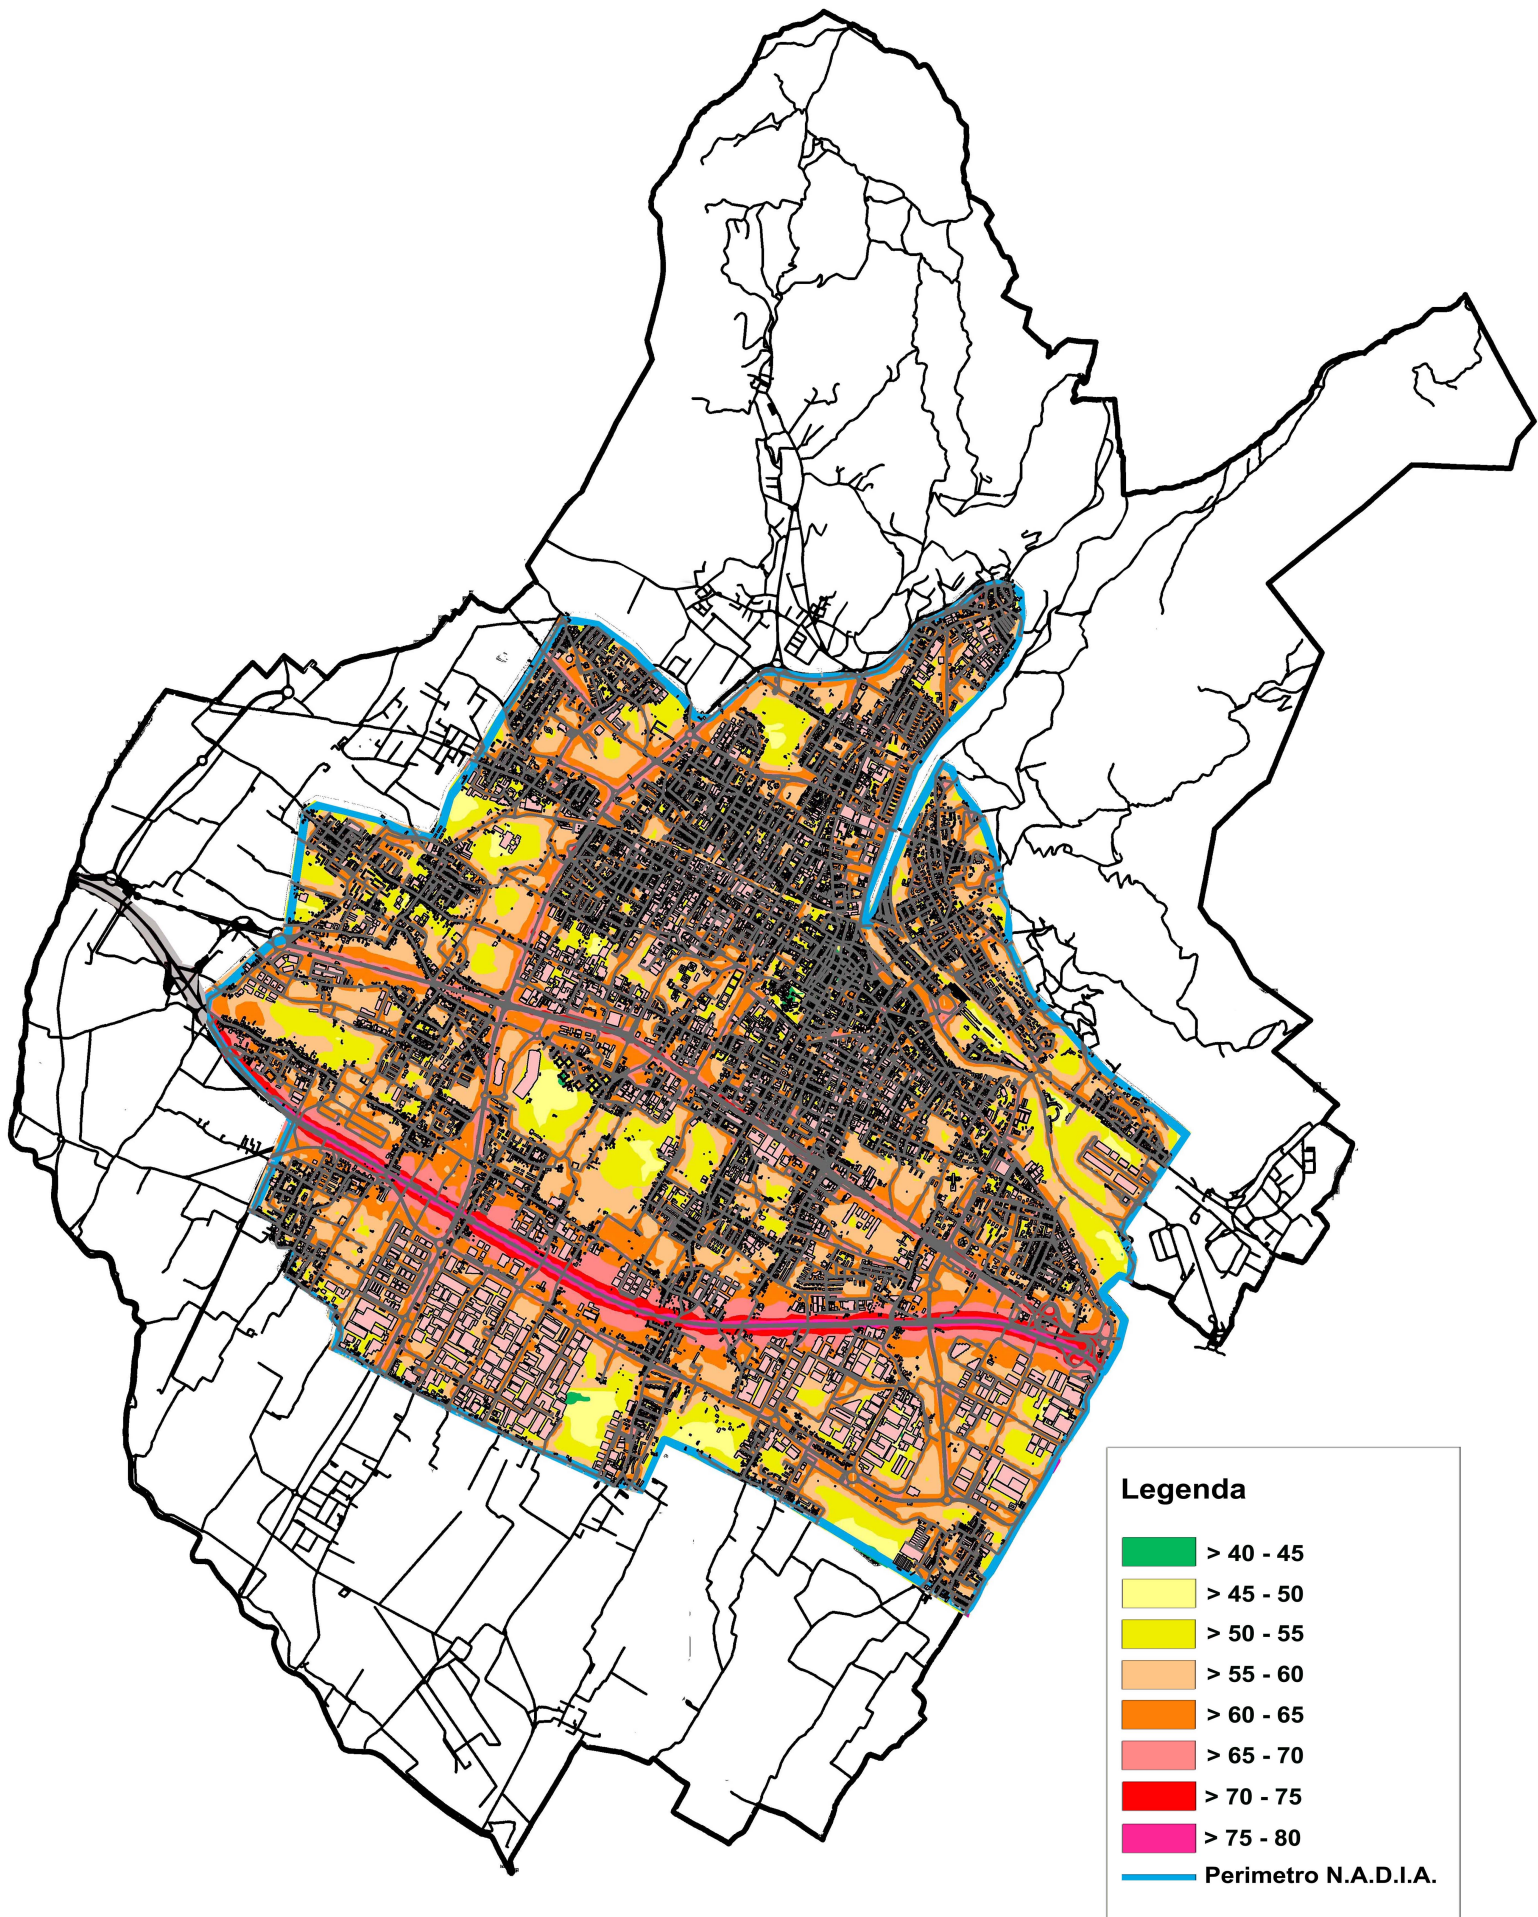 Legenda
> 40 - 45
> 45 - 50
> 50 - 55
> 55 - 60
> 60 - 65
> 65 - 70
> 70 - 75
> 75 - 80
Perimetro N.A.D.I.A.